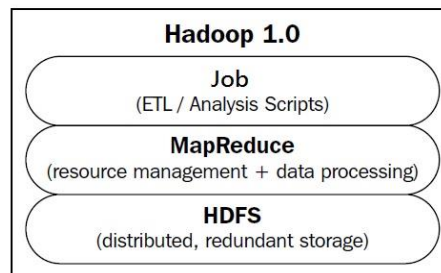 Hadoop 1.0
Job
(ETL / Analysis Scripts)
MapReduce
(resource management + data processing)
HDFS
(distributed, redundant storage)